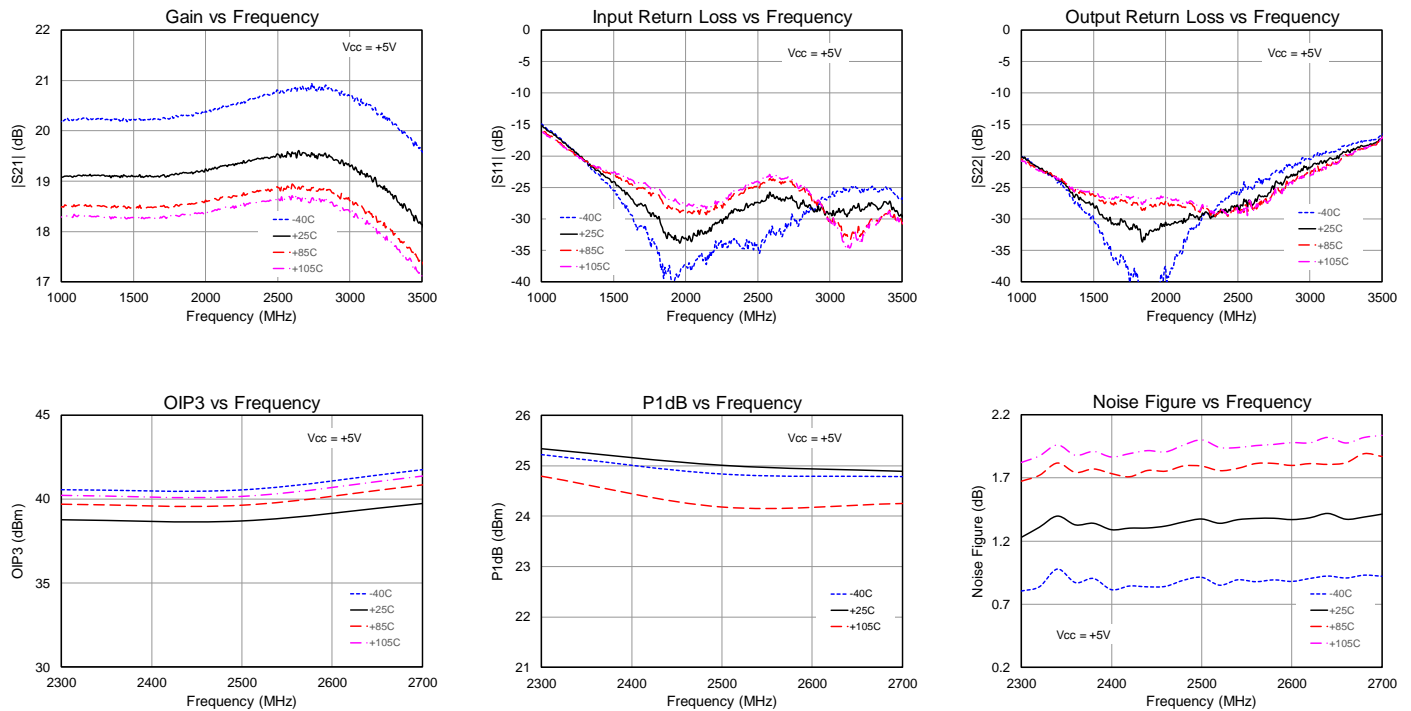 Gain vs Frequency
22
21
20
19
18
17
|S21| (dB)
Vcc = +5V
-40C
+25C
+85C
+105C
1000
1500
2000
2500
3000
3500
Frequency (MHz)
Input Return Loss vs Frequency
0
-5
-10
-15
-20
-25
-30
-35
-40
|S11| (dB)
Vcc = +5V
-40C
+25C
+85C
+105C
1000
1500
2000
2500
3000
3500
Frequency (MHz)
Output Return Loss vs Frequency
0
-5
-10
-15
-20
-25
-30
-35
-40
|S22| (dB)
Vcc = +5V
-40C
+25C
+85C
+105C
1000
1500
2000
2500
3000
3500
Frequency (MHz)
OIP3 vs Frequency
45
40
35
30
OIP3 (dBm)
Vcc = +5V
-40C
+25C
+85C
+105C
2300
2400
2500
2600
2700
Frequency (MHz)
P1dB vs Frequency
26
25
24
23
22
21
P1dB (dBm)
Vcc = +5V
-40C
+25C
+105C
2300
2400
2500
2600
2700
Frequency (MHz)
Noise Figure vs Frequency
2.2
1.7
1.2
0.7
0.2
Noise Figure (dB)
Vcc = +5V
-40C
+25C
+85C
+105C
2300
2400
2500
2600
2700
Frequency (MHz)